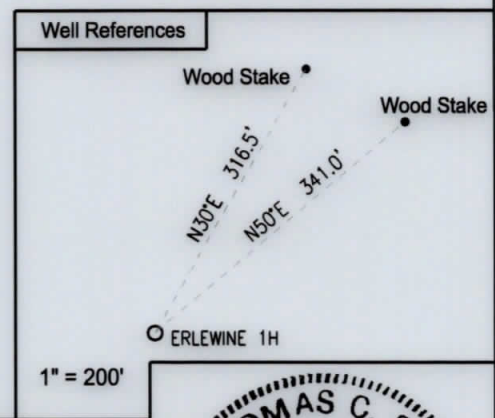 Well References
Wood Stake
Wood Stake
N30°E 316.5'
N50°E 341.0'
ERLEWINE 1H
1" = 200'
THOMAS C.